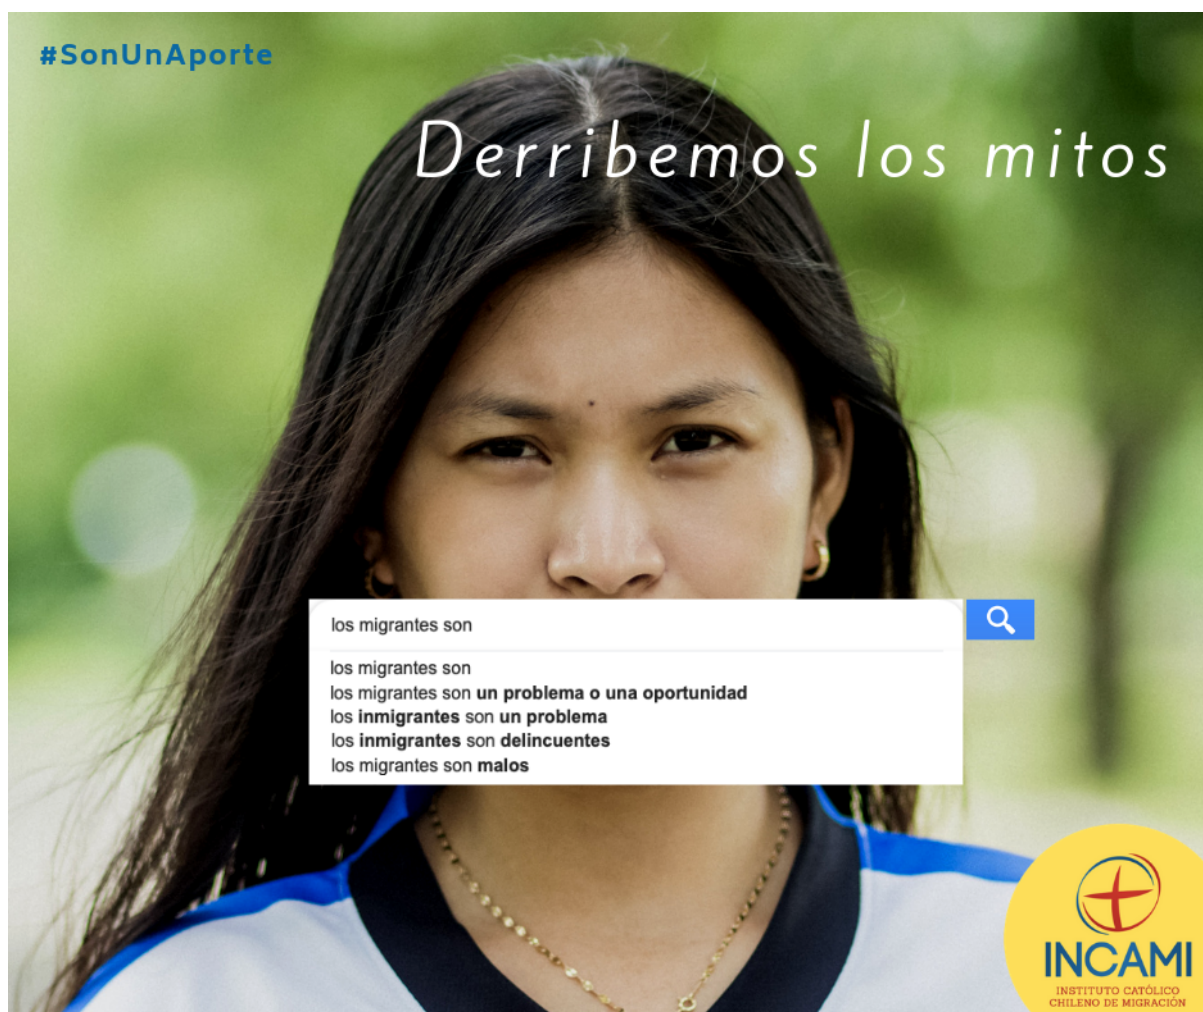 #SonUnAporte
Derribemos los mitos
los migrantes son
los migrantes son
los migrantes son un problema o una oportunidad
los inmigrantes son un problema
los inmigrantes son delincuentes
los migrantes son malos
INCAMI
INSTITUTO CATÓLICO
CHILENO DE MIGRACIÓN